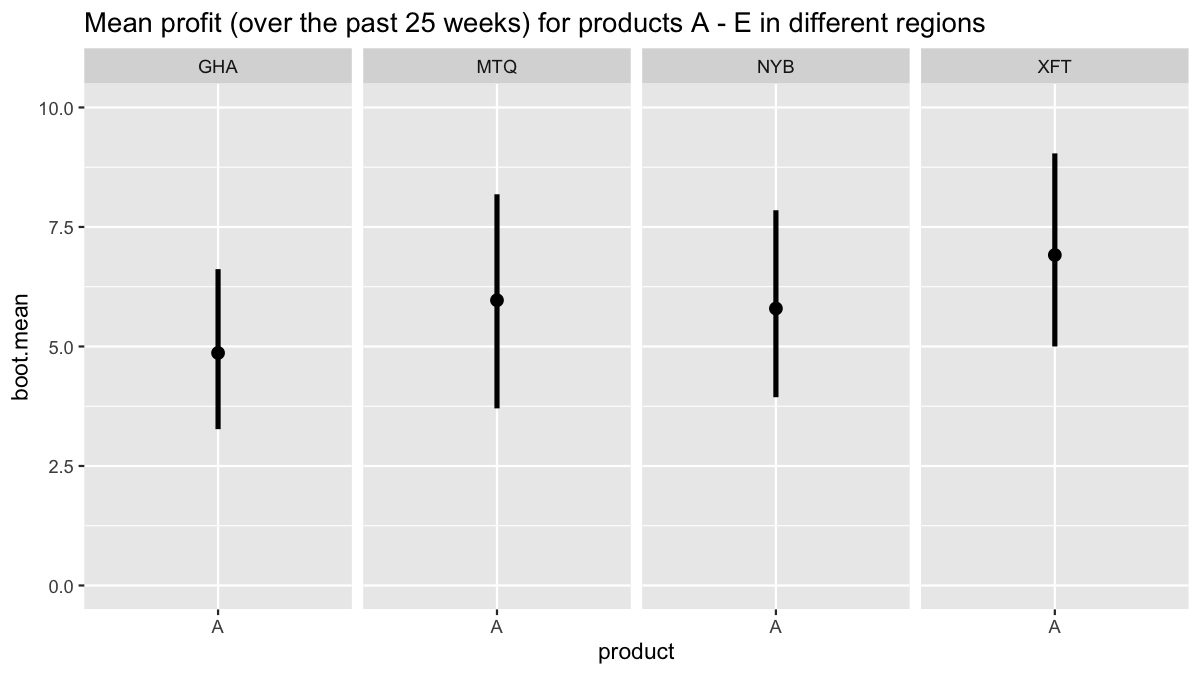 Mean profit (over the past 25 weeks) for products A - E in different regions
GHA
MTQ
NYB
XFT
10.0
7.5
5.0
2.5
0.0
boot.mean
A
A
A
A
product